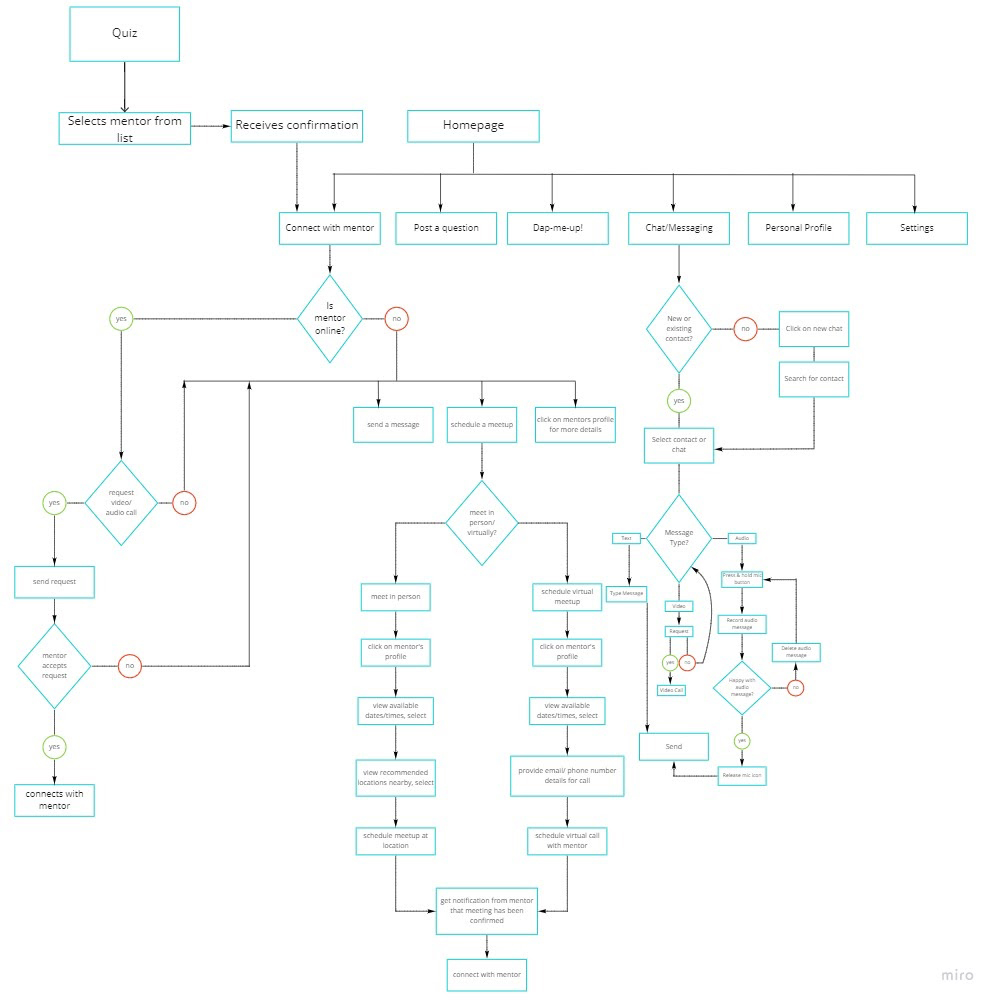 Quiz
Selects mentor from
list
Receives confirmation
Homepage
Connect with mentor
Post a question
Dap-me-up!
Chat/Messaging
Personal Profile
Settings
Is
mentor
online?
yes
no
New or
existing
contact?
no
Click on new chat
Search for contact
yes
Select contact or
chat
send a message
schedule a meetup
click on mentors profile
for more details
request
video/
audio call
yes
no
send request
mentor
accepts
request
no
yes
connects with
mentor
meet in
person/
virtually?
meet in person
click on mentor's
profile
view available
dates/times, select
view recommended
locations nearby, select
schedule meetup at
location
schedule virtual
meetup
click on mentor's
profile
view available
dates/times, select
provide email/ phone number
details for call
schedule virtual call
with mentor
get notification from mentor
that meeting has been
confirmed
connect with mentor
Message
Type?
Text
Type Message
Video
Request
yes
no
Video Call
Audio
Press & hold mic
button
Record audio
message
Happy with
audio
message?
no
Delete audio
message
yes
Release mic icon
Send
miro